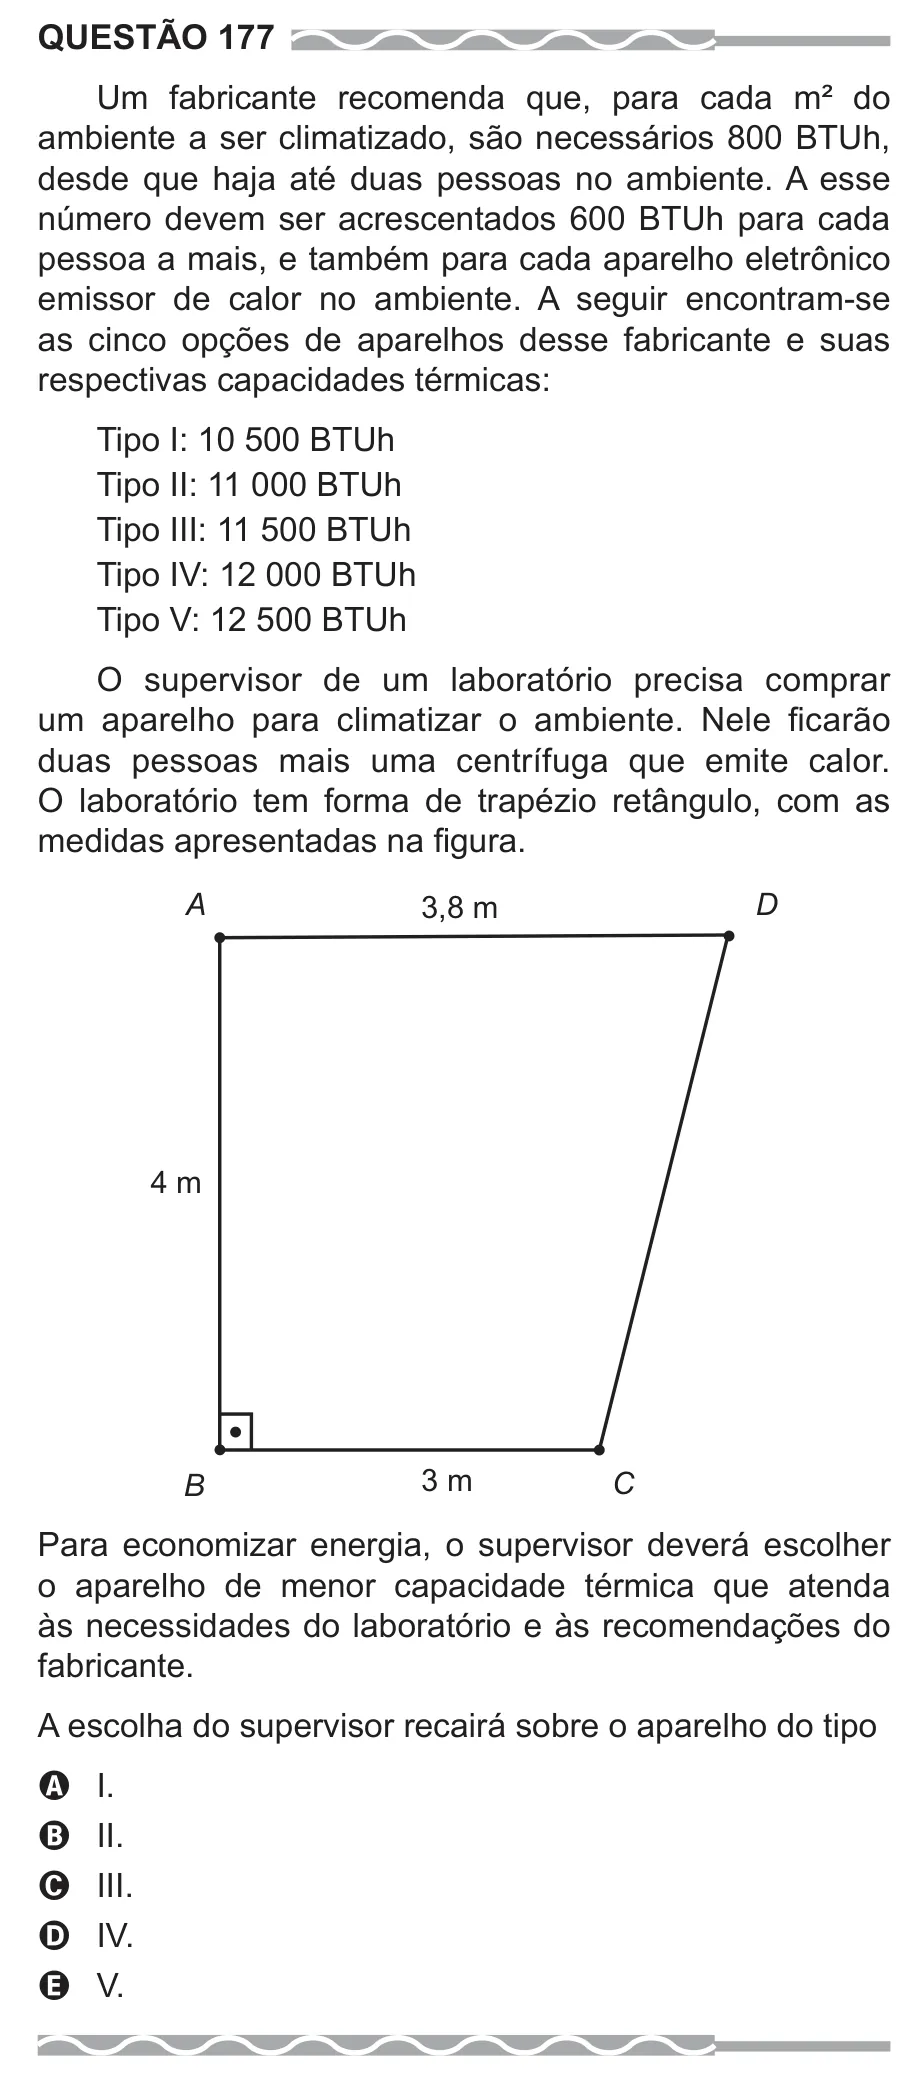 QUESTÃO 177
Um fabricante recomenda que, para cada m² do
ambiente a ser climatizado, são necessários 800 BTUh,
desde que haja até duas pessoas no ambiente. A esse
número devem ser acrescentados 600 BTUh para cada
pessoa a mais, e também para cada aparelho eletrônico
emissor de calor no ambiente. A seguir encontram-se
as cinco opções de aparelhos desse fabricante e suas
respectivas capacidades térmicas:
Tipo I: 10 500 BTUh
Tipo II: 11 000 BTUh
Tipo III: 11 500 BTUh
Tipo IV: 12 000 BTUh
Tipo V: 12 500 BTUh
O supervisor de um laboratório precisa comprar
um aparelho para climatizar o ambiente. Nele ficarão
duas pessoas mais uma centrífuga que emite calor.
O laboratório tem forma de trapézio retângulo, com as
medidas apresentadas na figura.
A 3,8 m D
4 m
B 3 m C
Para economizar energia, o supervisor deverá escolher
o aparelho de menor capacidade térmica que atenda
às necessidades do laboratório e às recomendações do
fabricante.
A escolha do supervisor recairá sobre o aparelho do tipo
A I.
B II.
C III.
D IV.
E V.